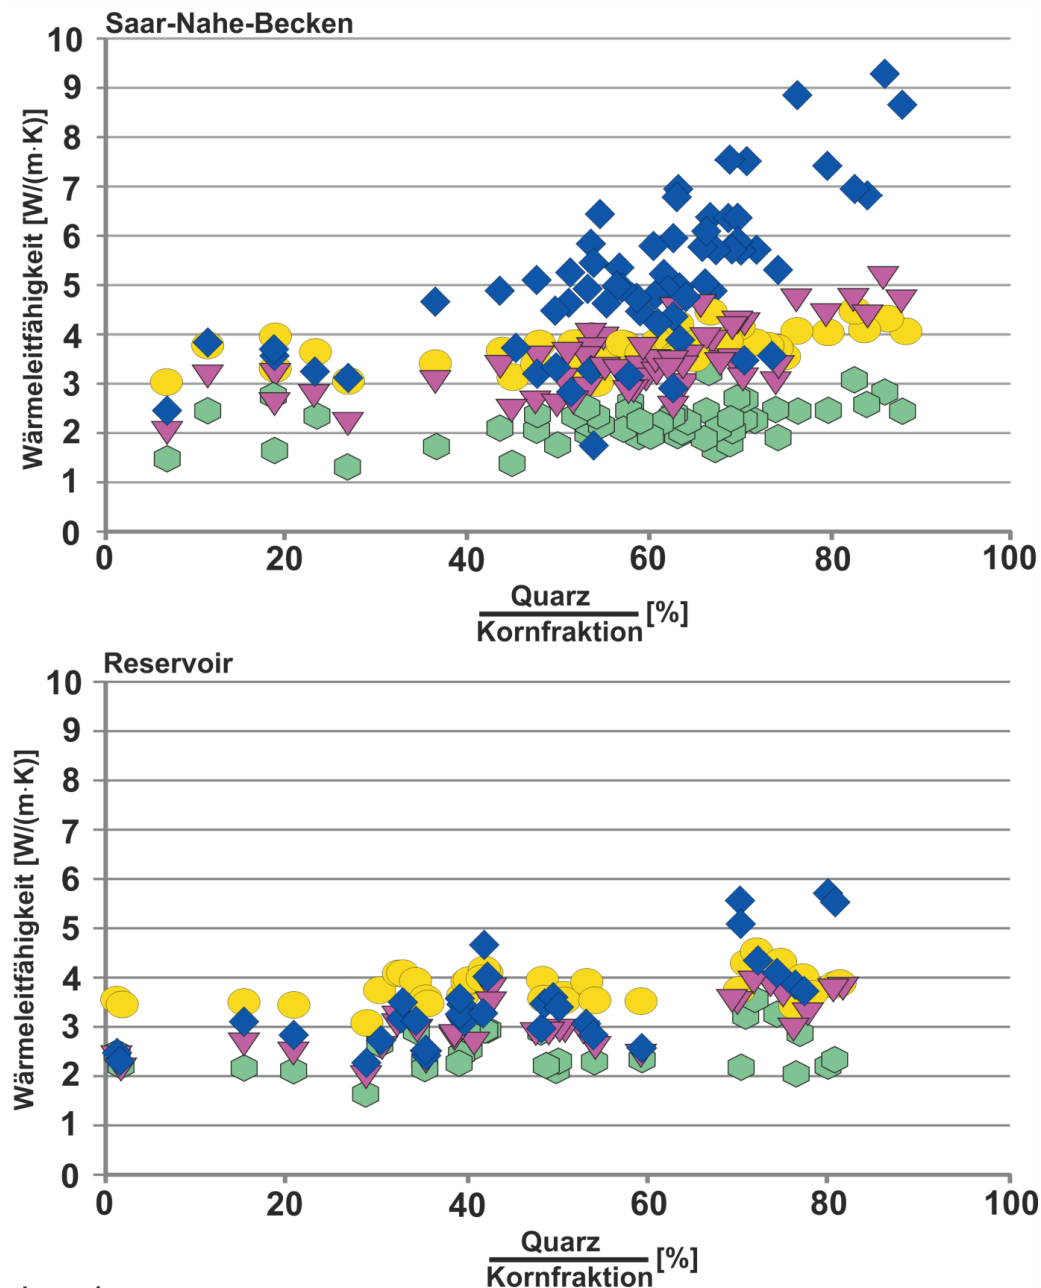 Saar-Nahe-Becken
Wärmeleitfähigkeit [W/(m·K)]
10
9
8
7
6
5
4
3
2
1
0
0 20 40 60 80 100
Quarz
Kornfraktion [%]
Reservoir
Wärmeleitfähigkeit [W/(m·K)]
10
9
8
7
6
5
4
3
2
1
0
0 20 40 60 80 100
Quarz
Kornfraktion [%]